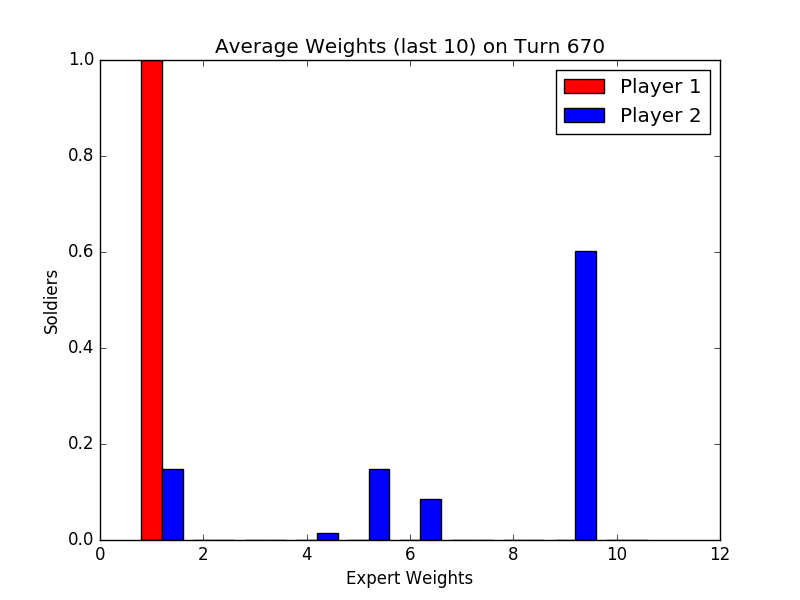 Average Weights (last 10) on Turn 670
1.0
0.8
0.6
0.4
0.2
0.0
Soldiers
Player 1
Player 2
0 2 4 6 8 10 12
Expert Weights